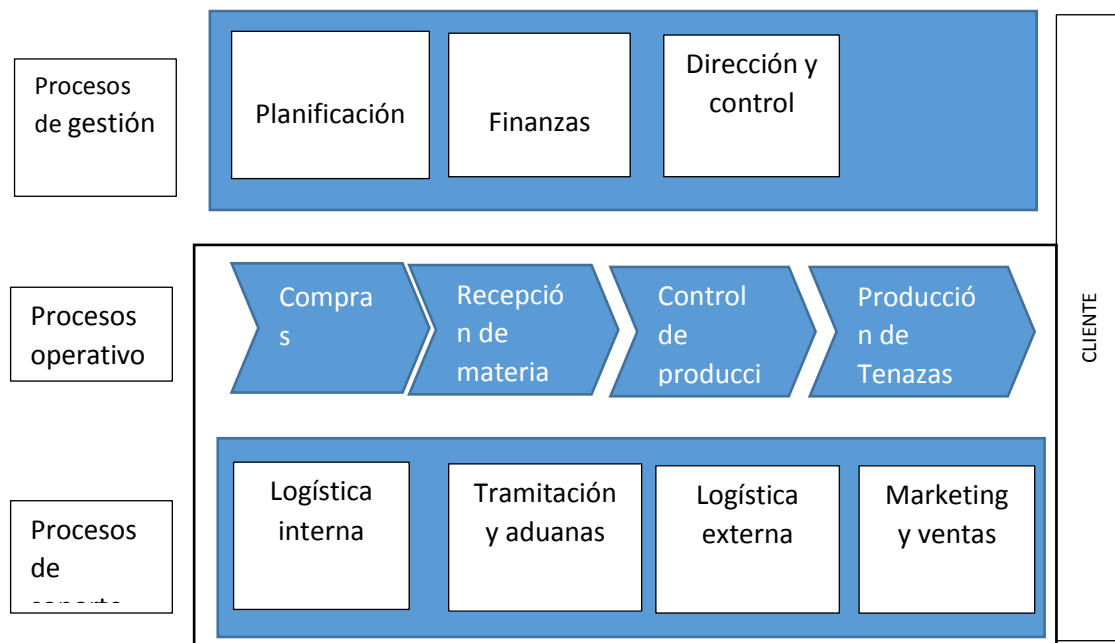 Procesos
de gestión
Planificación
Finanzas
Dirección y
control
Procesos
operativo
Compra
s
Recepció
n de
materia
Control
de
producci
Producció
n de
Tenazas
CLIENTE
Procesos
de
soporte
Logística
interna
Tramitación
y aduanas
Logística
externa
Marketing
y ventas